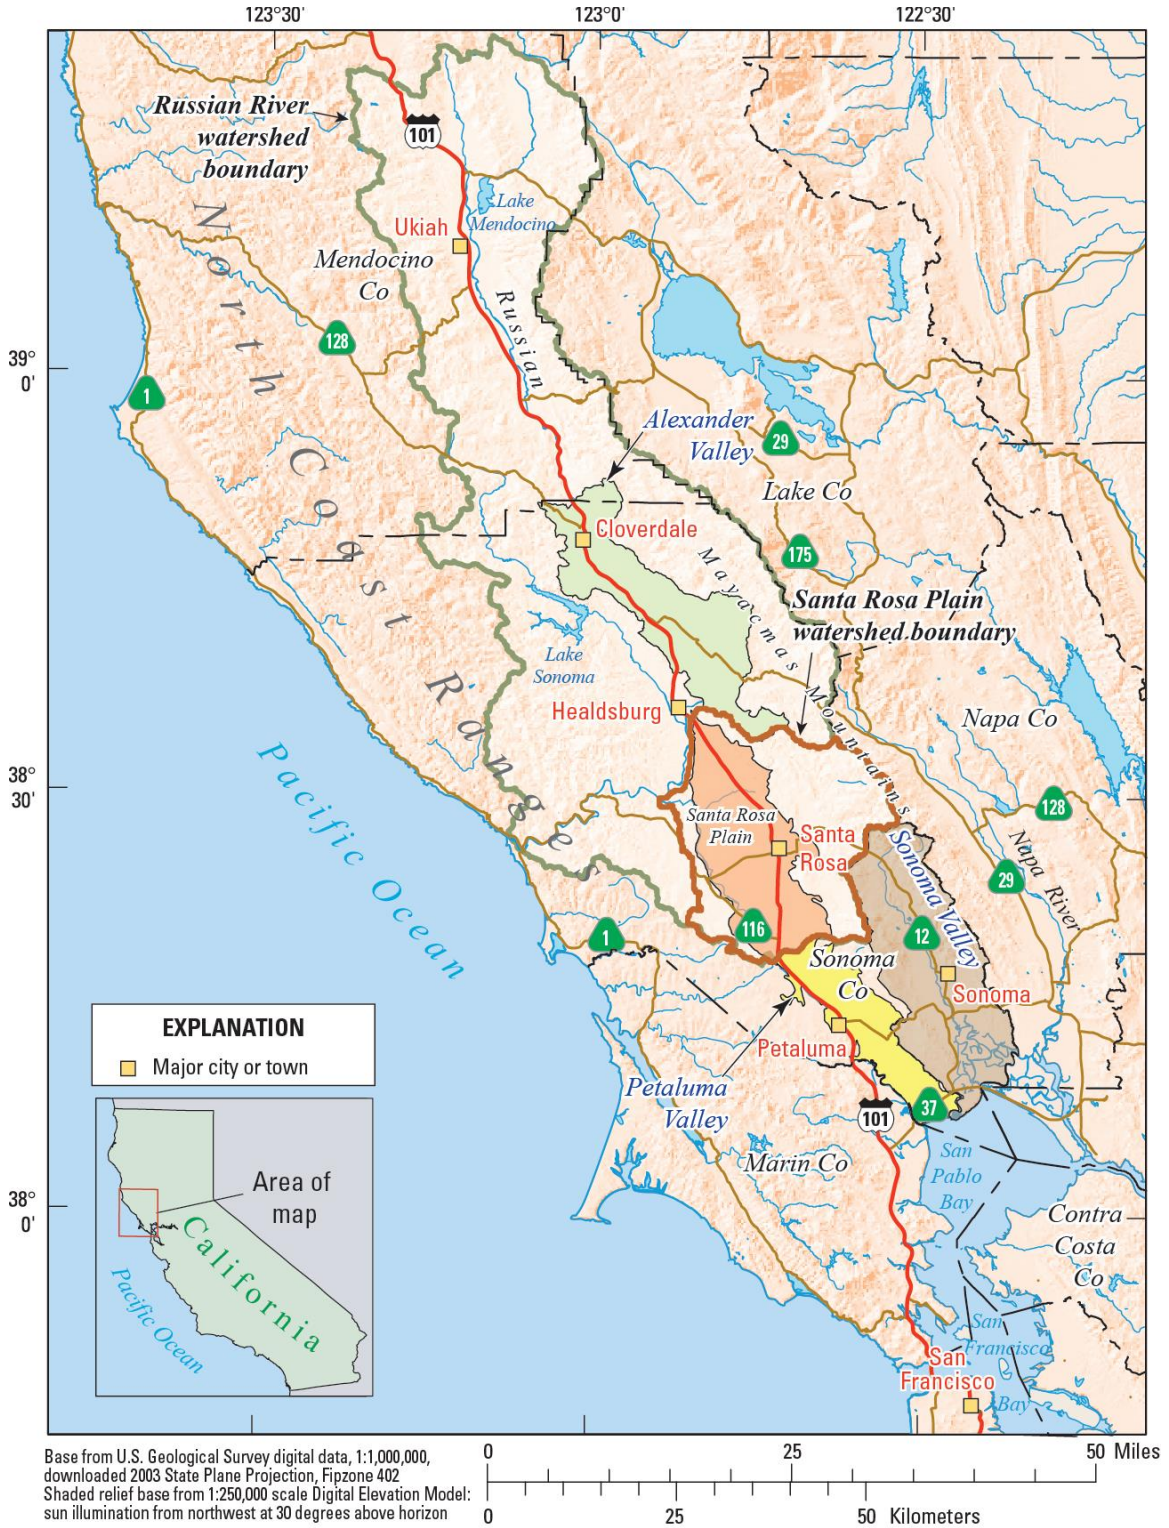 123°30'
123°0'
122°30'
Russian River
watershed
boundary
101
Lake
Mendocino
Ukiah
Mendocino
Co
Russian
North Coast Ranges
128
39°
0'
1
Alexander
Valley
29
Lake Co
Cloverdale
175
Mayacmas Mountains
Santa Rosa Plain
watershed boundary
Lake
Sonoma
Healdsburg
Napa Co
Pacific Ocean
38°
30'
128
Santa Rosa
Plain
Santa
Rosa
Sonoma Valley
Napa River
29
116
1
12
Sonoma
Co
Sonoma
EXPLANATION
Major city or town
Petaluma
Petaluma
Valley
37
101
Marin Co
San
Pablo
Bay
38°
0'
Contra
Costa
Co
Area of
map
California
Pacific Ocean
San
Francisco
Bay
San
Francisco
Base from U.S. Geological Survey digital data, 1:1,000,000,
downloaded 2003 State Plane Projection, Fipzone 402
Shaded relief base from 1:250,000 scale Digital Elevation Model:
sun illumination from northwest at 30 degrees above horizon
0 25 50 Miles
0 25 50 Kilometers